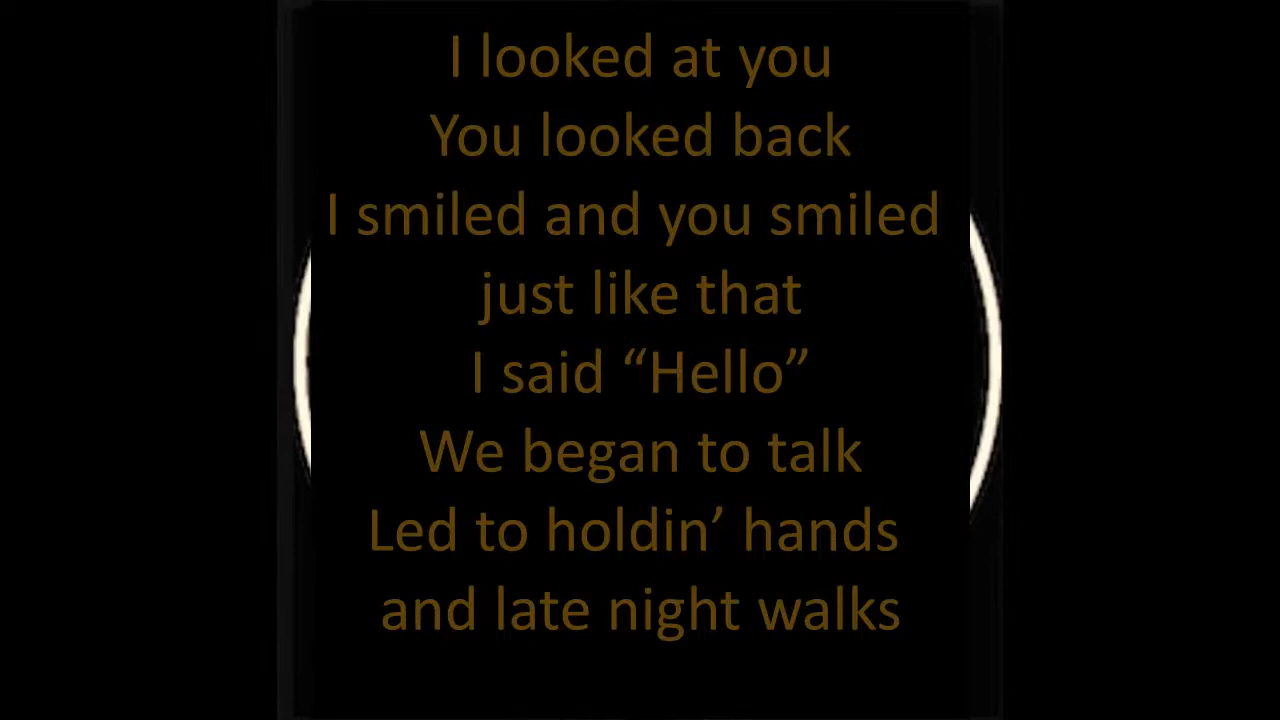 I looked at you
You looked back
I smiled and you smiled
just like that
I said “Hello”
We began to talk
Led to holdin’ hands
and late night walks